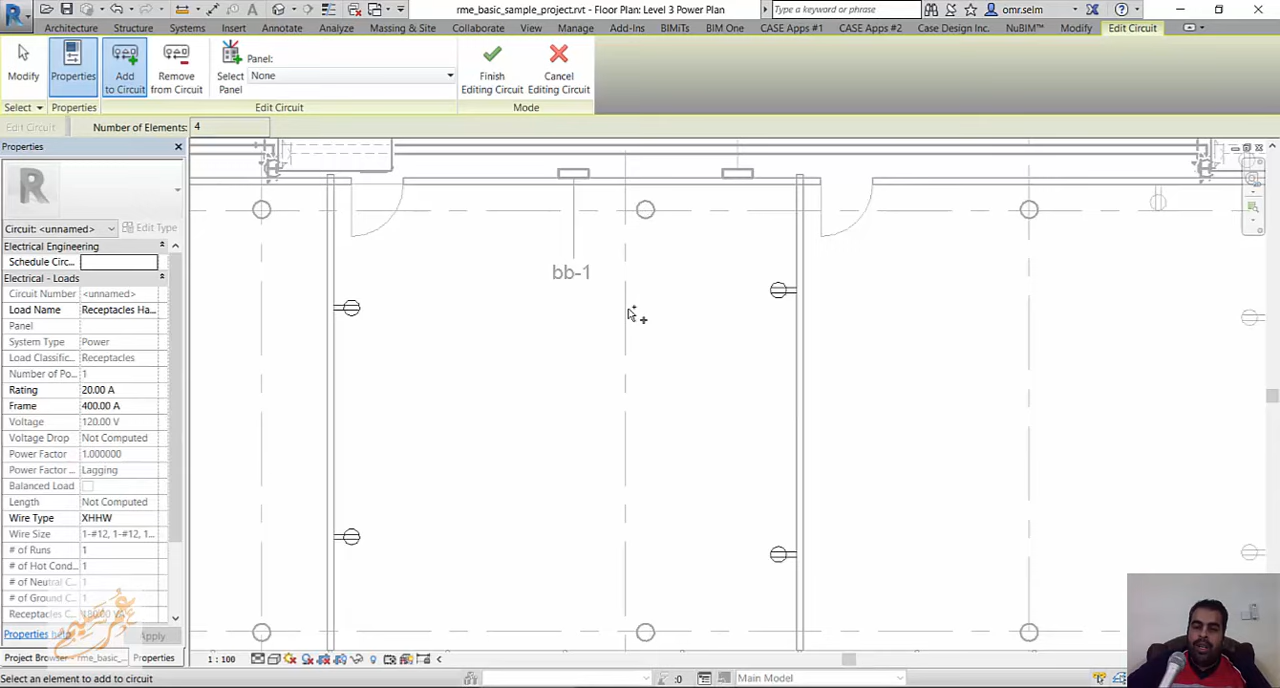 rme_basic_sample_project.rvt - Floor Plan: Level 3 Power Plan
Type a keyword or phrase
omr.selm
Architecture Structure Systems Insert Annotate Analyze Massing & Site Collaborate View Manage Add-Ins BIMiTs BIM One CASE Apps #1 CASE Apps #2 Case Design Inc. NuBIM™ Modify Edit Circuit
Modify
Properties
Add to Circuit
Remove from Circuit
Select Panel
Panel:
None
Finish Editing Circuit
Cancel Editing Circuit
Select Properties Edit Circuit Mode
Edit Circuit
Number of Elements: 4
Properties
R
Circuit: <unnamed>
Edit Type
Electrical Engineering
Schedule Circ...
Electrical - Loads
Circuit Number <unnamed>
Load Name Receptacles Ha...
Panel
System Type Power
Load Classific... Receptacles
Number of Po... 1
Rating 20.00 A
Frame 400.00 A
Voltage 120.00 V
Voltage Drop Not Computed
Power Factor 1.000000
Power Factor ... Lagging
Balanced Load
Length Not Computed
Wire Type XHHW
Wire Size 1-#12, 1-#12, 1...
# of Runs 1
# of Hot Cond... 1
# of Neutral C... 1
# of Ground C... 1
Receptacles C... 180.00 VA
Properties help
Apply
Project Browser - rme_basic_...
Properties
bb-1
1 : 100
Select an element to add to circuit
:0
Main Model